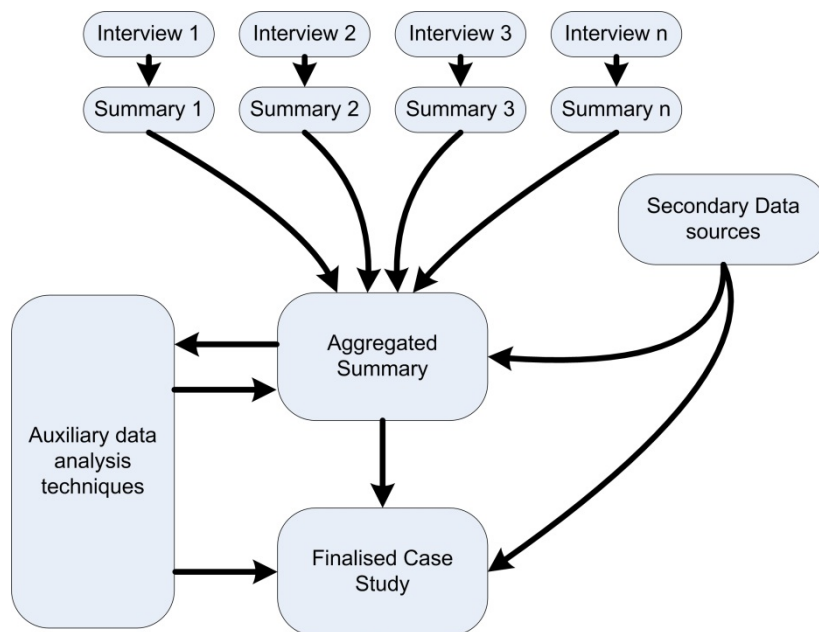 Interview 1
Interview 2
Interview 3
Interview n
Summary 1
Summary 2
Summary 3
Summary n
Secondary Data
sources
Aggregated
Summary
Auxiliary data
analysis
techniques
Finalised Case
Study